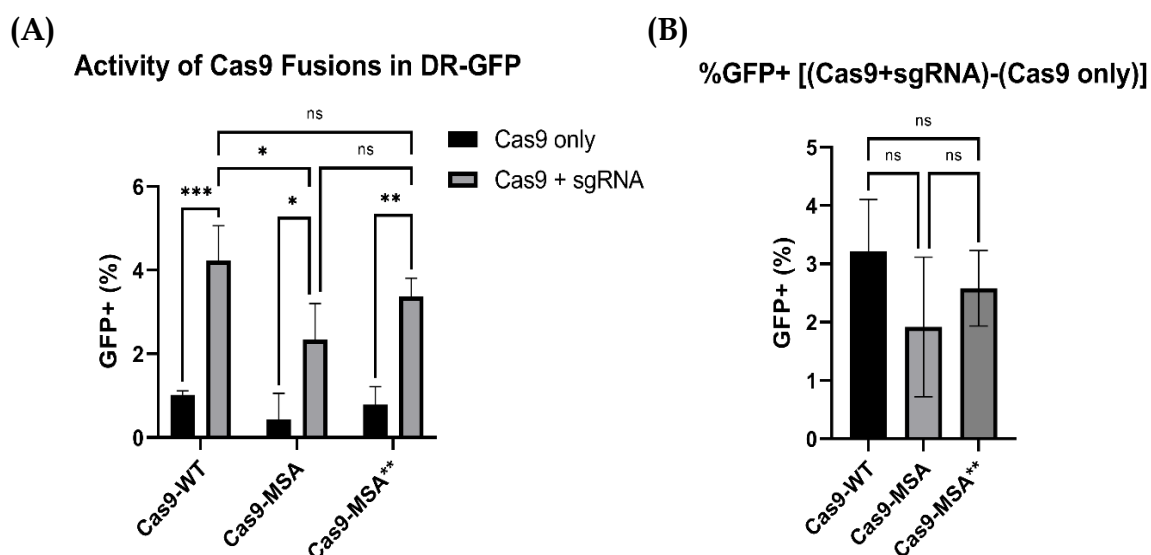 (A)
Activity of Cas9 Fusions in DR-GFP
ns
* ns
*** * **
Cas9 only
Cas9 + sgRNA
GFP+ (%)
6
4
2
0
Cas9-WT
Cas9-MSA
Cas9-MSA**
(B)
%GFP+ [(Cas9+sgRNA)-(Cas9 only)]
ns
ns ns
GFP+ (%)
5
4
3
2
1
0
Cas9-WT
Cas9-MSA
Cas9-MSA**